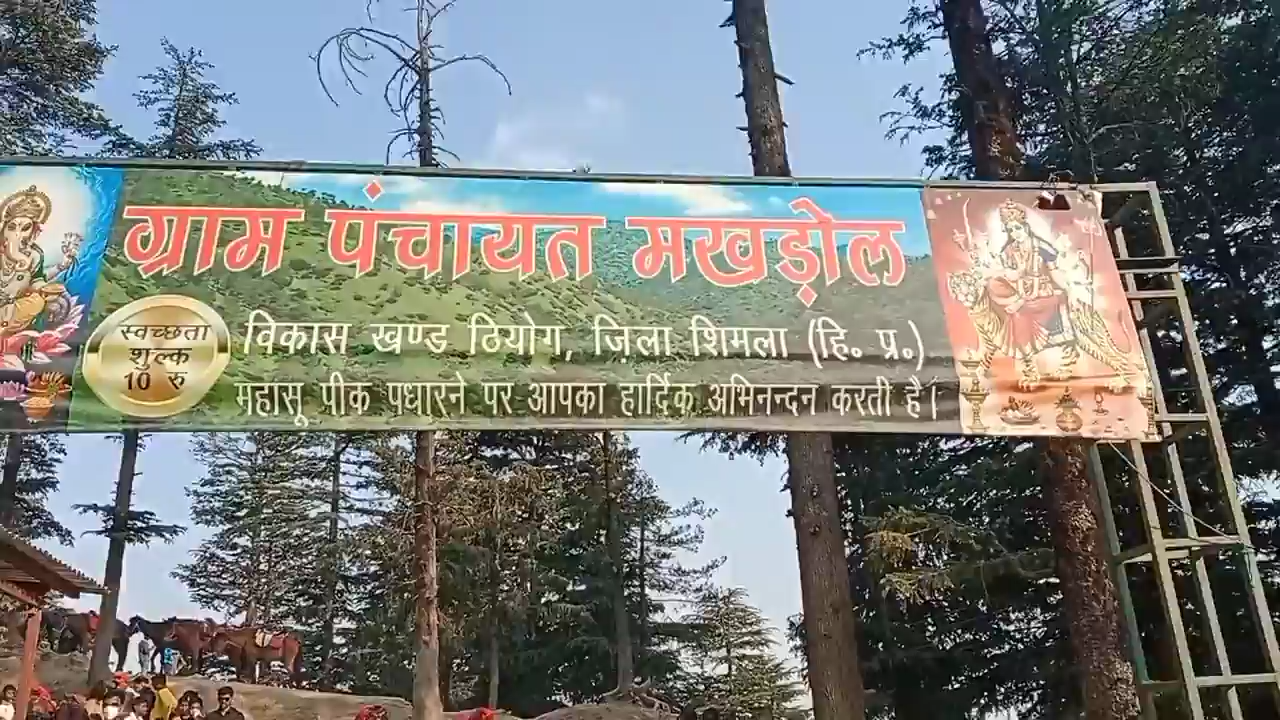 ग्राम पंचायत मखड़ोल
स्वच्छता
शुल्क
10 रु
विकास खण्ड ठियोग, जिला शिमला (हि॰ प्र॰)
महासू पीक पधारने पर आपका हार्दिक अभिनन्दन करती है।